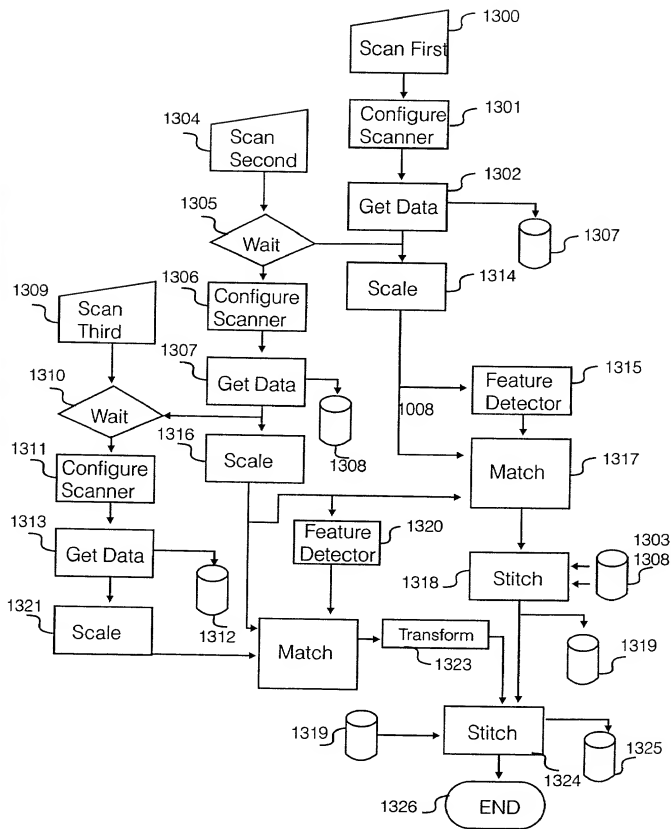 1300
Scan First
1301
Configure
Scanner
1304
Scan
Second
1302
Get Data
1307
1305
Wait
1314
Scale
1306
Configure
Scanner
1309
Scan
Third
1307
Get Data
1308
1315
Feature
Detector
1008
1310
Wait
1316
Scale
1311
Configure
Scanner
Match
1317
1320
Feature
Detector
1313
Get Data
1312
1303
1308
1318
Stitch
1321
Scale
Match
Transform
1323
1319
1319
Stitch
1324
1325
1326
END